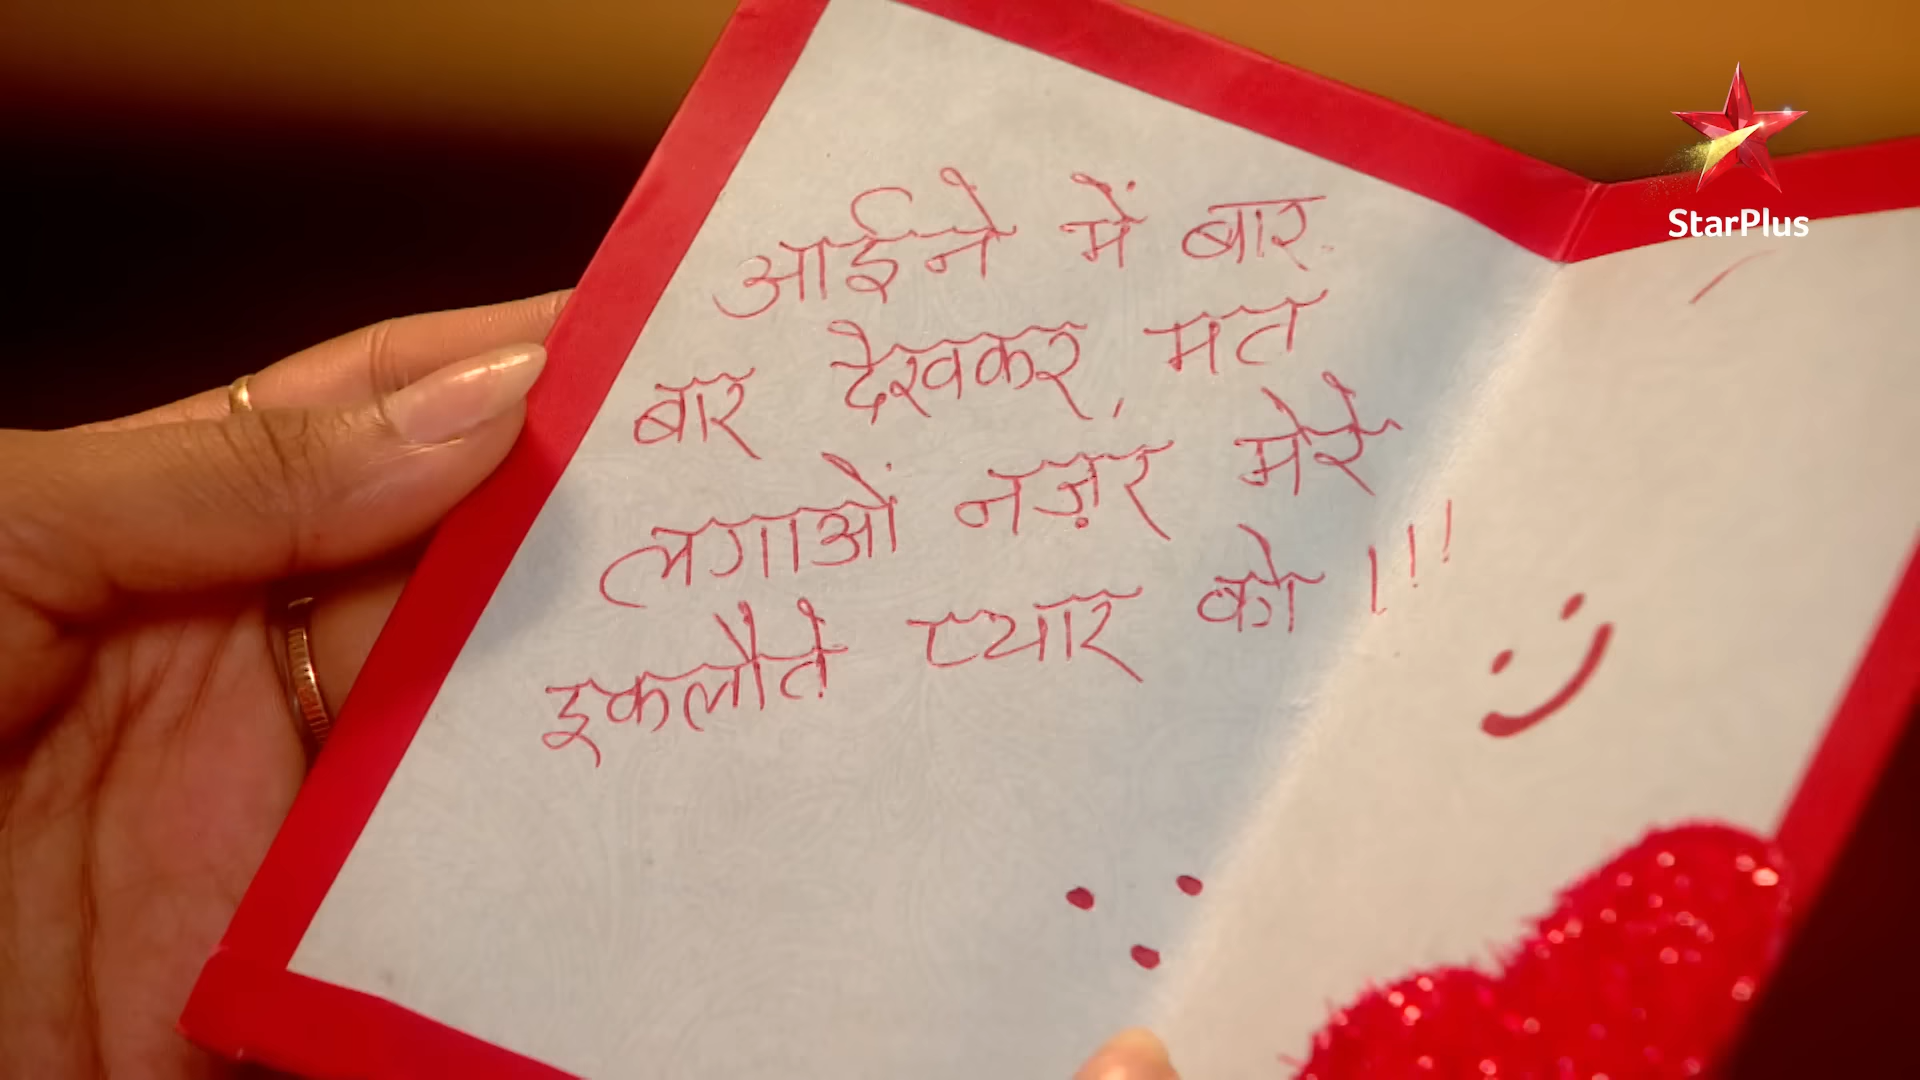 आईने में बार
बार देखकर, मत
लगाओं नज़र मेरे
इकलौते प्यार को !!!
StarPlus